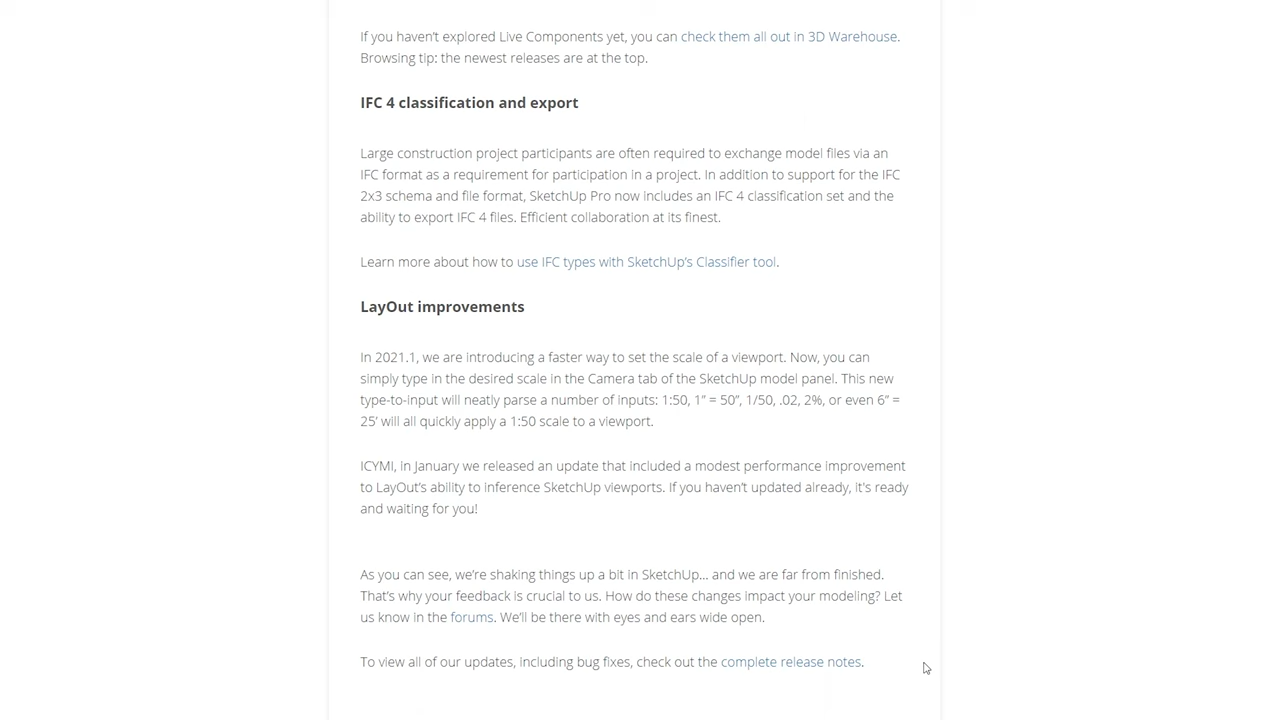 If you haven't explored Live Components yet, you can check them all out in 3D Warehouse.
Browsing tip: the newest releases are at the top.
IFC 4 classification and export
Large construction project participants are often required to exchange model files via an
IFC format as a requirement for participation in a project. In addition to support for the IFC
2x3 schema and file format, SketchUp Pro now includes an IFC 4 classification set and the
ability to export IFC 4 files. Efficient collaboration at its finest.
Learn more about how to use IFC types with SketchUp's Classifier tool.
LayOut improvements
In 2021.1, we are introducing a faster way to set the scale of a viewport. Now, you can
simply type in the desired scale in the Camera tab of the SketchUp model panel. This new
type-to-input will neatly parse a number of inputs: 1:50, 1" = 50", 1/50, .02, 2%, or even 6" =
25' will all quickly apply a 1:50 scale to a viewport.
ICYMI, in January we released an update that included a modest performance improvement
to LayOut's ability to inference SketchUp viewports. If you haven't updated already, it's ready
and waiting for you!
As you can see, we're shaking things up a bit in SketchUp... and we are far from finished.
That's why your feedback is crucial to us. How do these changes impact your modeling? Let
us know in the forums. We'll be there with eyes and ears wide open.
To view all of our updates, including bug fixes, check out the complete release notes.